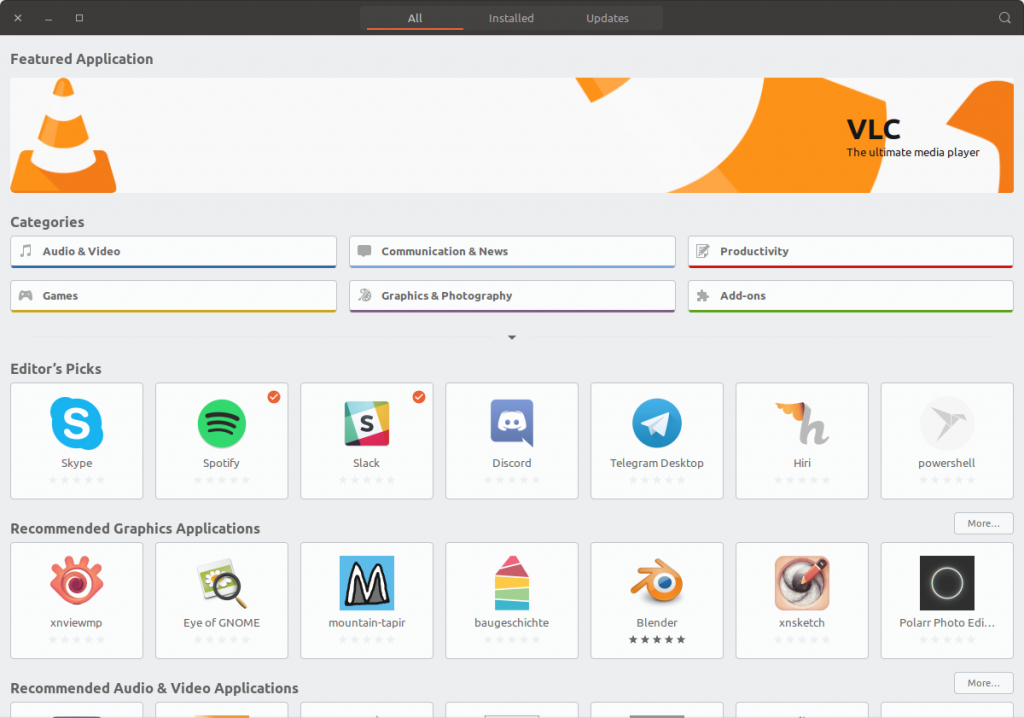 All Installed Updates
Featured Application
VLC
The ultimate media player
Categories
Audio & Video Communication & News Productivity
Games Graphics & Photography Add-ons
Editor's Picks
S S
Skype Spotify Slack Discord Telegram Desktop Hiri powershell
Recommended Graphics Applications More...
xnviewmp Eye of GNOME mountain-tapir baugeschichte Blender xnsketch Polarr Photo Edi...
Recommended Audio & Video Applications More...